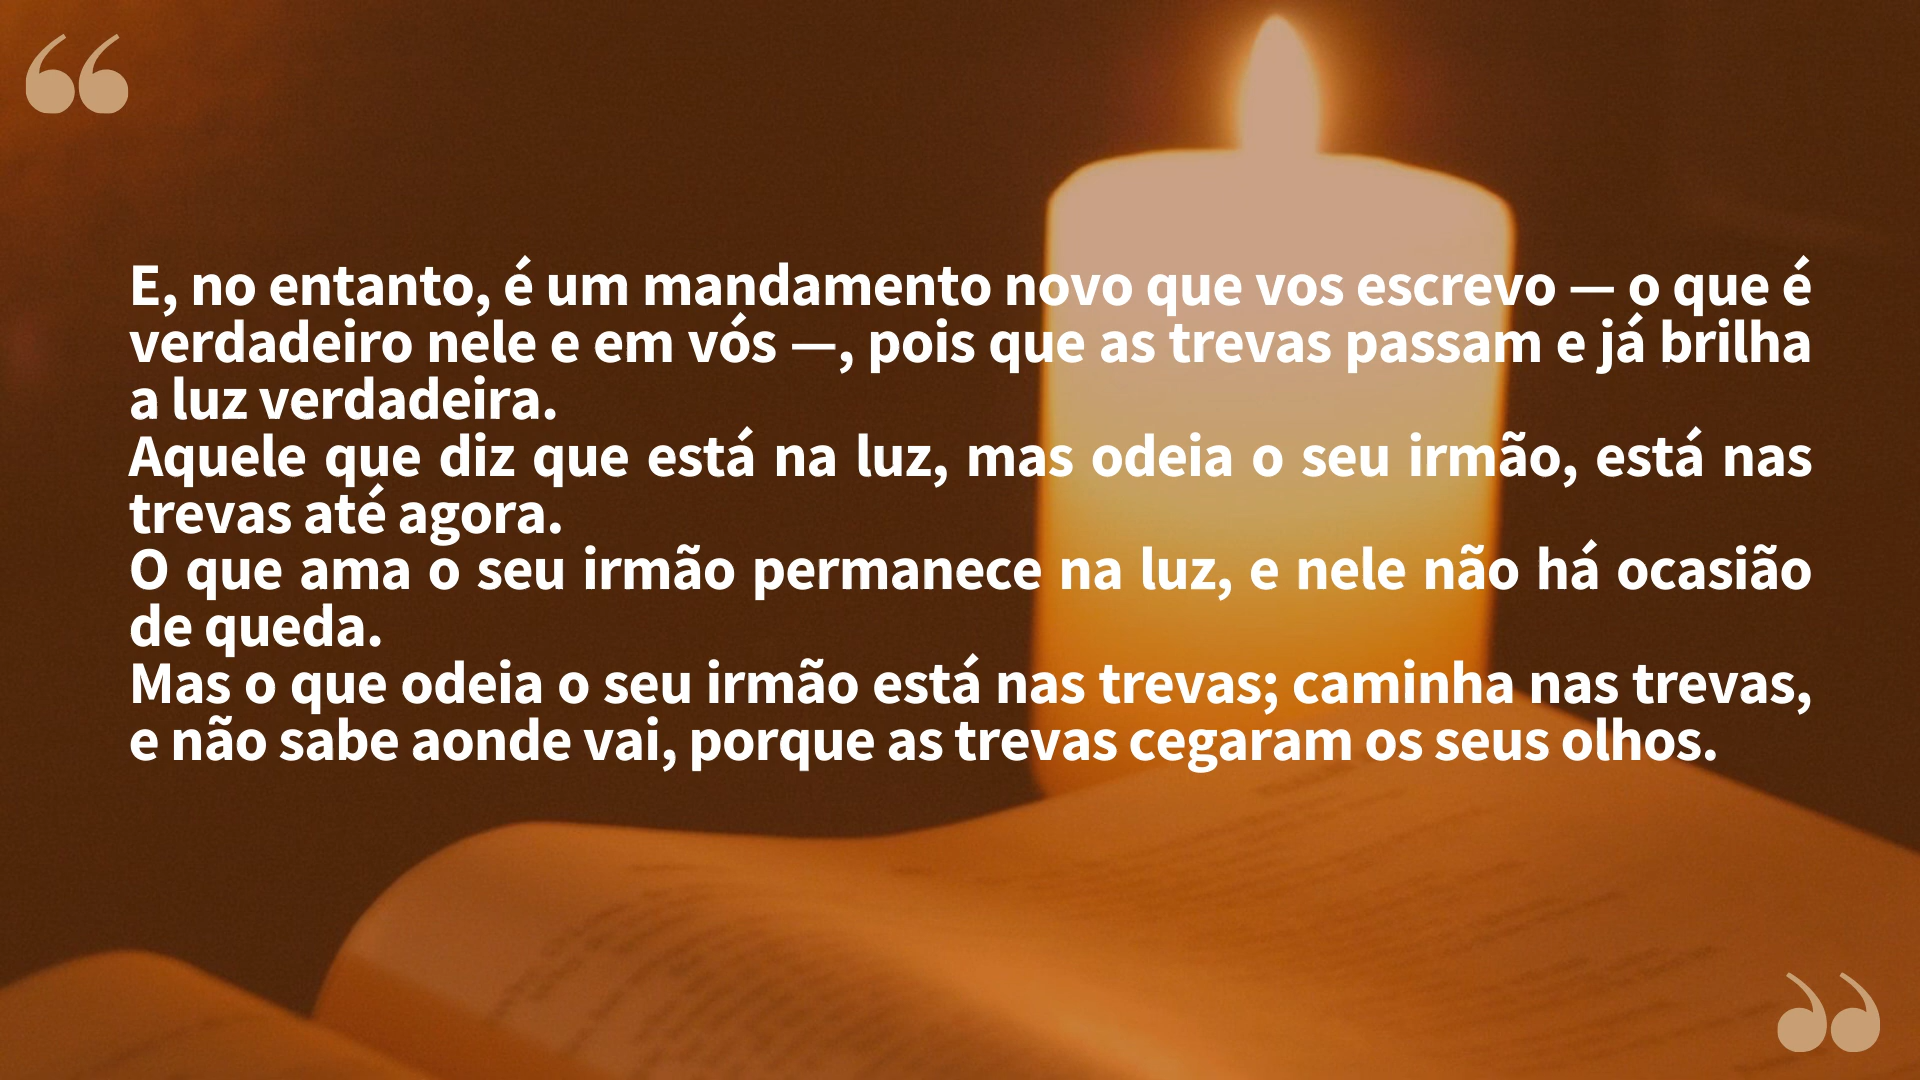 E, no entanto, é um mandamento novo que vos escrevo — o que é
verdadeiro nele e em vós —, pois que as trevas passam e já brilha
a luz verdadeira.
Aquele que diz que está na luz, mas odeia o seu irmão, está nas
trevas até agora.
O que ama o seu irmão permanece na luz, e nele não há ocasião
de queda.
Mas o que odeia o seu irmão está nas trevas; caminha nas trevas,
e não sabe aonde vai, porque as trevas cegaram os seus olhos.